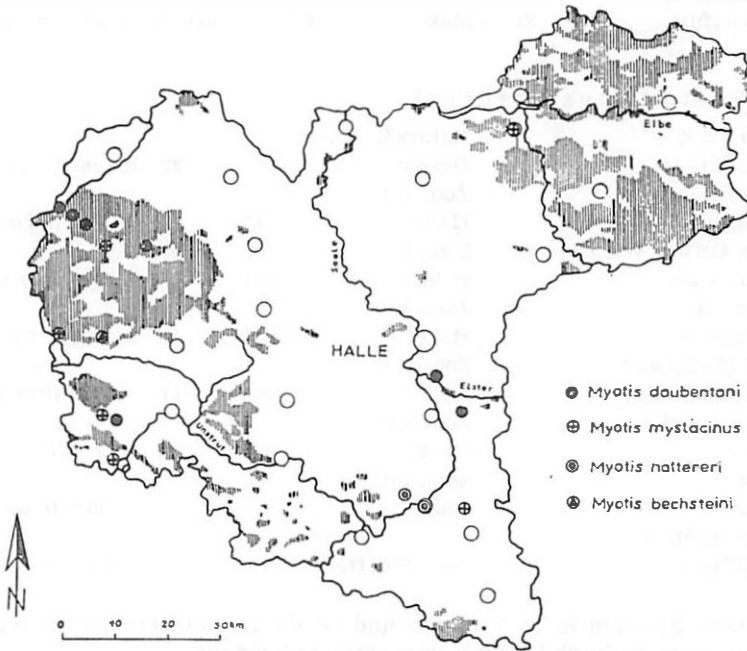 Elbe
Saale
HALLE
Elster
Unstrut
Myotis daubentoni
Myotis mystacinus
Myotis nattereri
Myotis bechsteini
N
0 10 20 30km